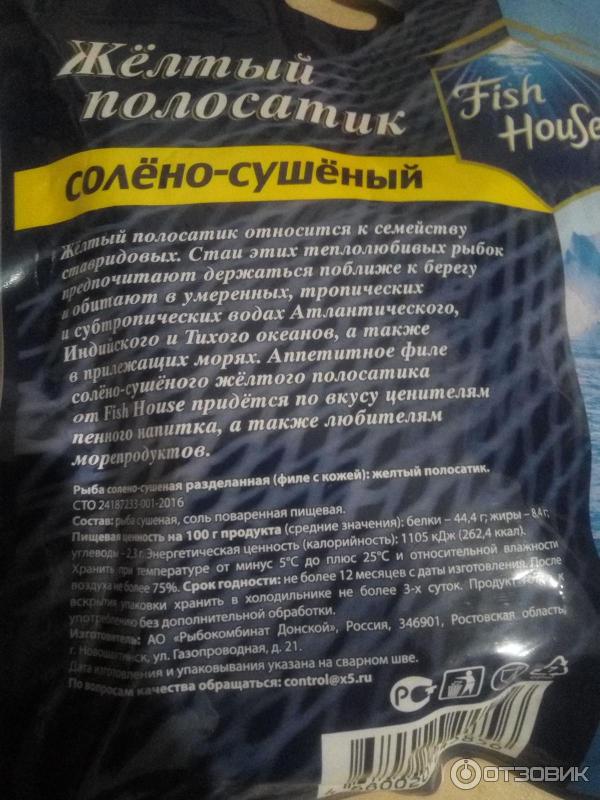 Жёлтый
полосатик
Fish
House
солёно-сушёный
Жёлтый полосатик относится к семейству
ставридовых. Стаи этих теплолюбивых рыбок
предпочитают держаться поближе к берегу
и обитают в умеренных, тропических
и субтропических водах Атлантического,
Индийского и Тихого океанов, а также
в прилежащих морях. Аппетитное филе
солёно-сушёного жёлтого полосатика
от Fish House придётся по вкусу ценителям
пенного напитка, а также любителям
морепродуктов.
Рыба солено-сушеная разделанная (филе с кожей): желтый полосатик.
СТО 24187233-001-2016
Состав: рыба сушеная, соль поваренная пищевая.
Пищевая ценность на 100 г продукта (средние значения): белки – 44,4 г; жиры – 8,4 г;
углеводы – 2,3 г. Энергетическая ценность (калорийность): 1105 кДж (262,4 ккал).
Хранить при температуре от минус 5°С до плюс 25°С и относительной влажности
воздуха не более 75%. Срок годности: не более 12 месяцев с даты изготовления. После
вскрытия упаковки хранить в холодильнике не более 3-х суток. Продукт к
употреблению без дополнительной обработки.
Изготовитель: АО «Рыбокомбинат Донской», Россия, 346901, Ростовская область,
г. Новошахтинск, ул. Газопроводная, д. 21.
Дата изготовления и упаковывания указана на сварном шве.
По вопросам качества обращаться: control@x5.ru
ОТЗОВИК